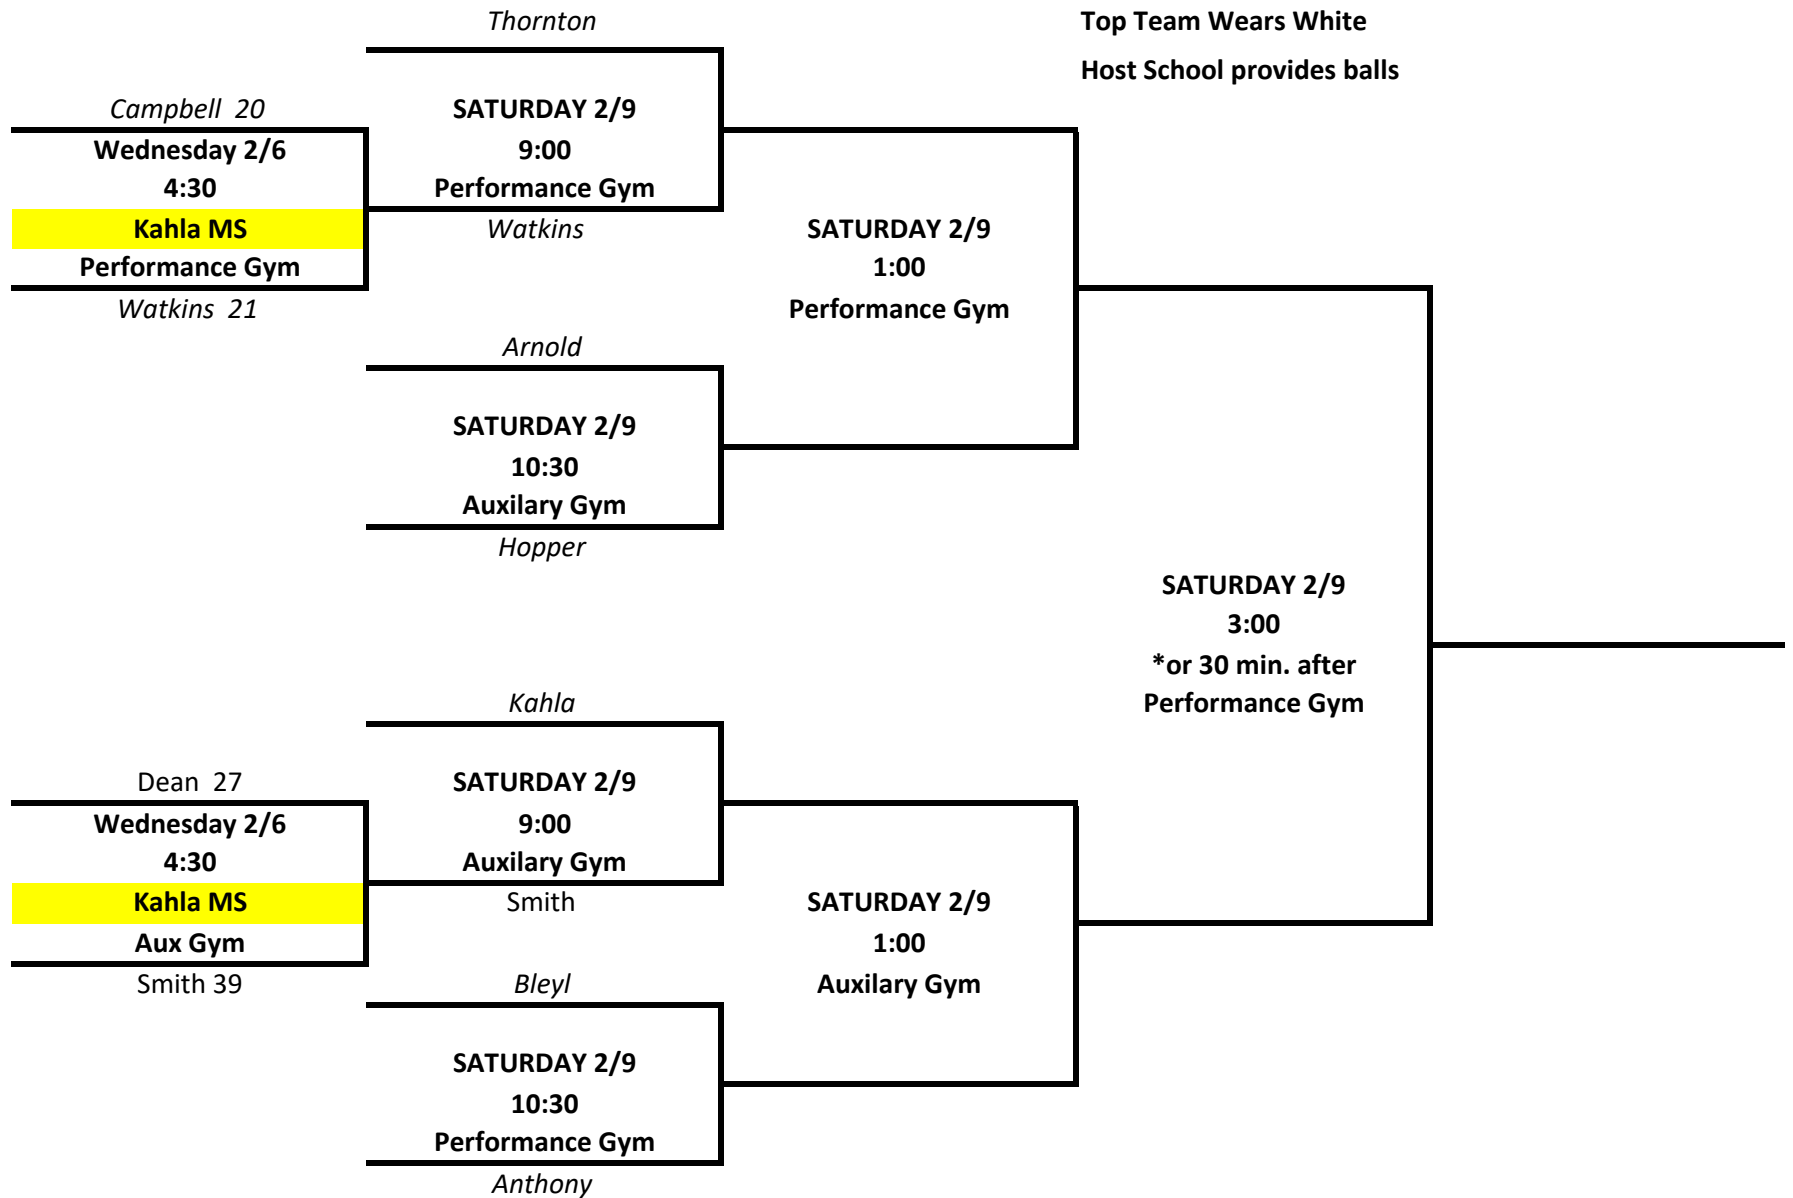 Thornton
Top Team Wears White
Host School provides balls
Campbell  20
Wednesday 2/6
4:30
Kahla MS
Performance Gym
Watkins  21
SATURDAY 2/9
9:00
Performance Gym
Watkins
SATURDAY 2/9
1:00
Performance Gym
Arnold
SATURDAY 2/9
10:30
Auxilary Gym
Hopper
SATURDAY 2/9
3:00
*or 30 min. after
Performance Gym
Kahla
Dean  27
Wednesday 2/6
4:30
Kahla MS
Aux Gym
Smith 39
SATURDAY 2/9
9:00
Auxilary Gym
Smith
SATURDAY 2/9
1:00
Auxilary Gym
Bleyl
SATURDAY 2/9
10:30
Performance Gym
Anthony